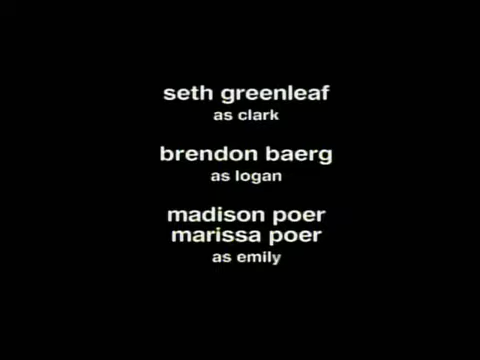 seth greenleaf
as clark
brendon baerg
as logan
madison poer
marissa poer
as emily